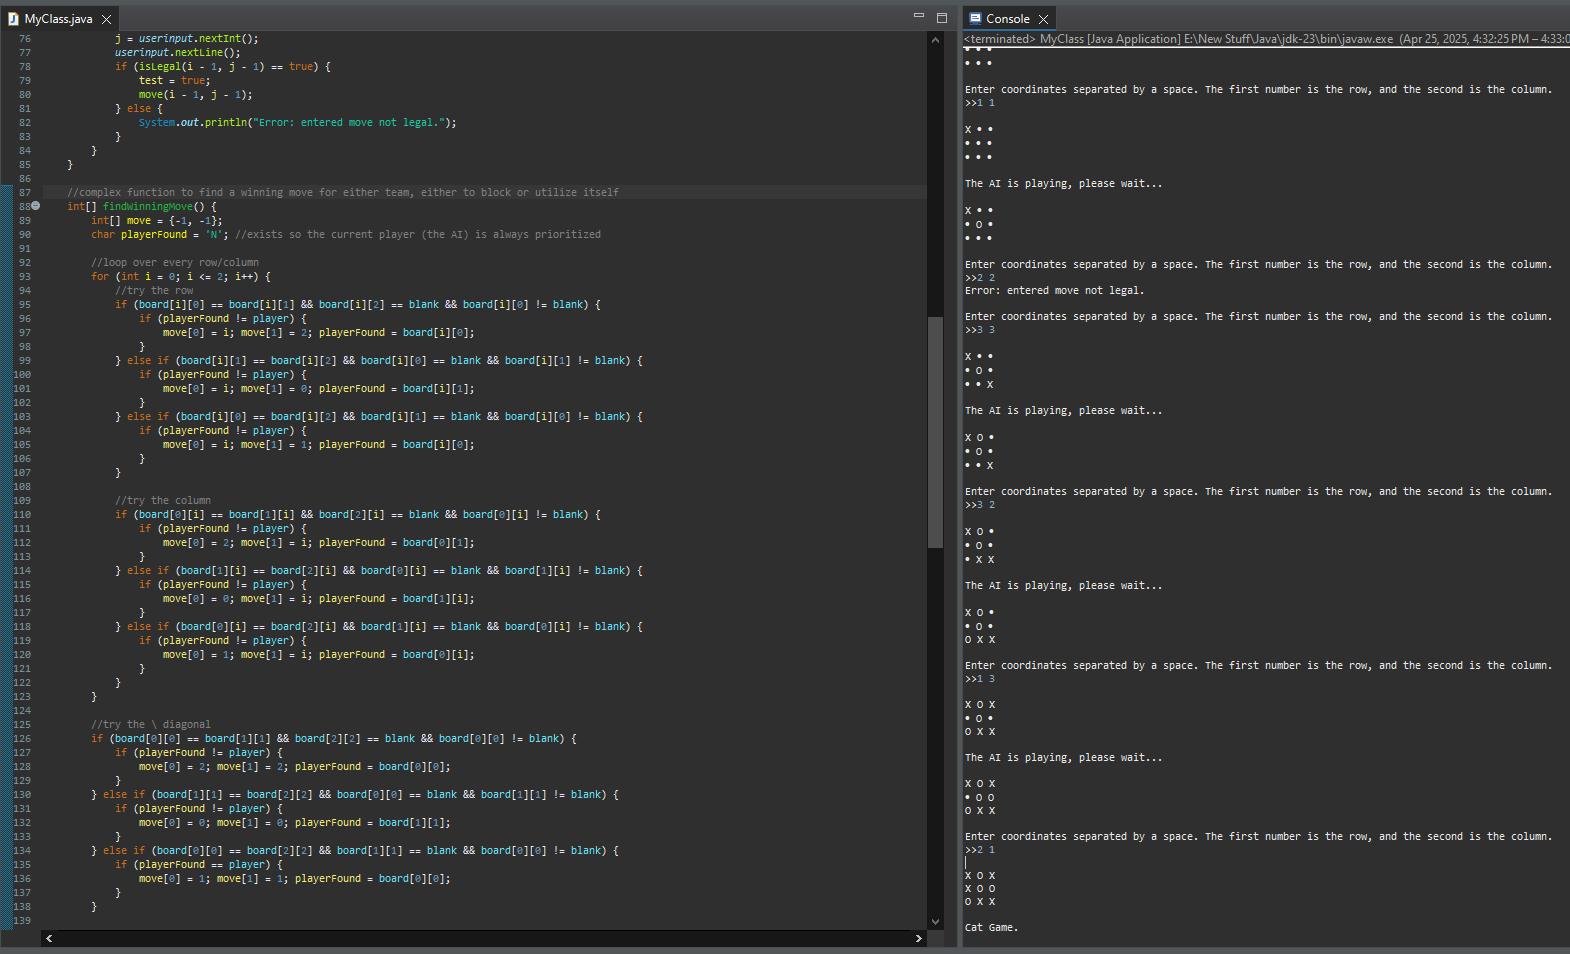 MyClass.java
76 j = userinput.nextInt();
77 userinput.nextLine();
78 if (isLegal(i - 1, j - 1) == true) {
79 test = true;
80 move(i - 1, j - 1);
81 } else {
82 System.out.println("Error: entered move not legal.");
83 }
84 }
85 }
86
87 //complex function to find a winning move for either team, either to block or utilize itself
88 int[] findWinningMove() {
89 int[] move = {-1, -1};
90 char playerFound = 'N'; //exists so the current player (the AI) is always prioritized
91
92 //loop over every row/column
93 for (int i = 0; i <= 2; i++) {
94 //try the row
95 if (board[i][0] == board[i][1] && board[i][2] == blank && board[i][0] != blank) {
96 if (playerFound != player) {
97 move[0] = i; move[1] = 2; playerFound = board[i][0];
98 }
99 } else if (board[i][1] == board[i][2] && board[i][0] == blank && board[i][1] != blank) {
100 if (playerFound != player) {
101 move[0] = i; move[1] = 0; playerFound = board[i][1];
102 }
103 } else if (board[i][0] == board[i][2] && board[i][1] == blank && board[i][0] != blank) {
104 if (playerFound != player) {
105 move[0] = i; move[1] = 1; playerFound = board[i][0];
106 }
107 }
108
109 //try the column
110 if (board[0][i] == board[1][i] && board[2][i] == blank && board[0][i] != blank) {
111 if (playerFound != player) {
112 move[0] = 2; move[1] = i; playerFound = board[0][1];
113 }
114 } else if (board[1][i] == board[2][i] && board[0][i] == blank && board[1][i] != blank) {
115 if (playerFound != player) {
116 move[0] = 0; move[1] = i; playerFound = board[1][i];
117 }
118 } else if (board[0][i] == board[2][i] && board[1][i] == blank && board[0][i] != blank) {
119 if (playerFound != player) {
120 move[0] = 1; move[1] = i; playerFound = board[0][i];
121 }
122 }
123 }
124
125 //try the \ diagonal
126 if (board[0][0] == board[1][1] && board[2][2] == blank && board[0][0] != blank) {
127 if (playerFound != player) {
128 move[0] = 2; move[1] = 2; playerFound = board[0][0];
129 }
130 } else if (board[1][1] == board[2][2] && board[0][0] == blank && board[1][1] != blank) {
131 if (playerFound != player) {
132 move[0] = 0; move[1] = 0; playerFound = board[1][1];
133 }
134 } else if (board[0][0] == board[2][2] && board[1][1] == blank && board[0][0] != blank) {
135 if (playerFound == player) {
136 move[0] = 1; move[1] = 1; playerFound = board[0][0];
137 }
138 }
139
Console
<terminated> MyClass [Java Application] E:\New Stuff\Java\jdk-23\bin\javaw.exe (Apr 25, 2025, 4:32:25 PM – 4:33:0
• • •
• • •
Enter coordinates separated by a space. The first number is the row, and the second is the column.
>>1 1
X • •
• • •
• • •
The AI is playing, please wait...
X • •
• O •
• • •
Enter coordinates separated by a space. The first number is the row, and the second is the column.
>>2 2
Error: entered move not legal.
Enter coordinates separated by a space. The first number is the row, and the second is the column.
>>3 3
X • •
• O •
• • X
The AI is playing, please wait...
X O •
• O •
• • X
Enter coordinates separated by a space. The first number is the row, and the second is the column.
>>3 2
X O •
• O •
• X X
The AI is playing, please wait...
X O •
• O •
O X X
Enter coordinates separated by a space. The first number is the row, and the second is the column.
>>1 3
X O X
• O •
O X X
The AI is playing, please wait...
X O X
• O O
O X X
Enter coordinates separated by a space. The first number is the row, and the second is the column.
>>2 1
X O X
X O O
O X X
Cat Game.